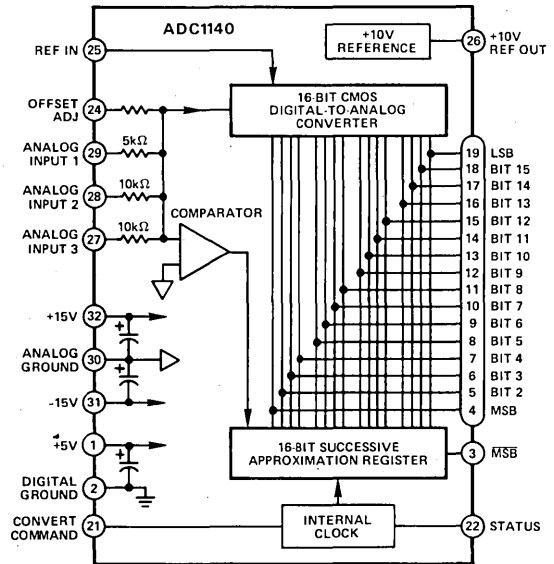 ADC1140
REF IN
25
+10V
REFERENCE
26
+10V
REF OUT
OFFSET
ADJ
24
16-BIT CMOS
DIGITAL-TO-ANALOG
CONVERTER
ANALOG
INPUT 1
29
5kΩ
ANALOG
INPUT 2
28
10kΩ
ANALOG
INPUT 3
27
10kΩ
COMPARATOR
19 LSB
18 BIT 15
17 BIT 14
16 BIT 13
15 BIT 12
14 BIT 11
13 BIT 10
12 BIT 9
11 BIT 8
10 BIT 7
9 BIT 6
8 BIT 5
7 BIT 4
6 BIT 3
5 BIT 2
4 MSB
+15V
32
+
ANALOG
GROUND
30
+
-15V
31
+5V
1
+
DIGITAL
GROUND
2
16-BIT SUCCESSIVE
APPROXIMATION REGISTER
3
M̅S̅B̅
CONVERT
COMMAND
21
INTERNAL
CLOCK
22
STATUS